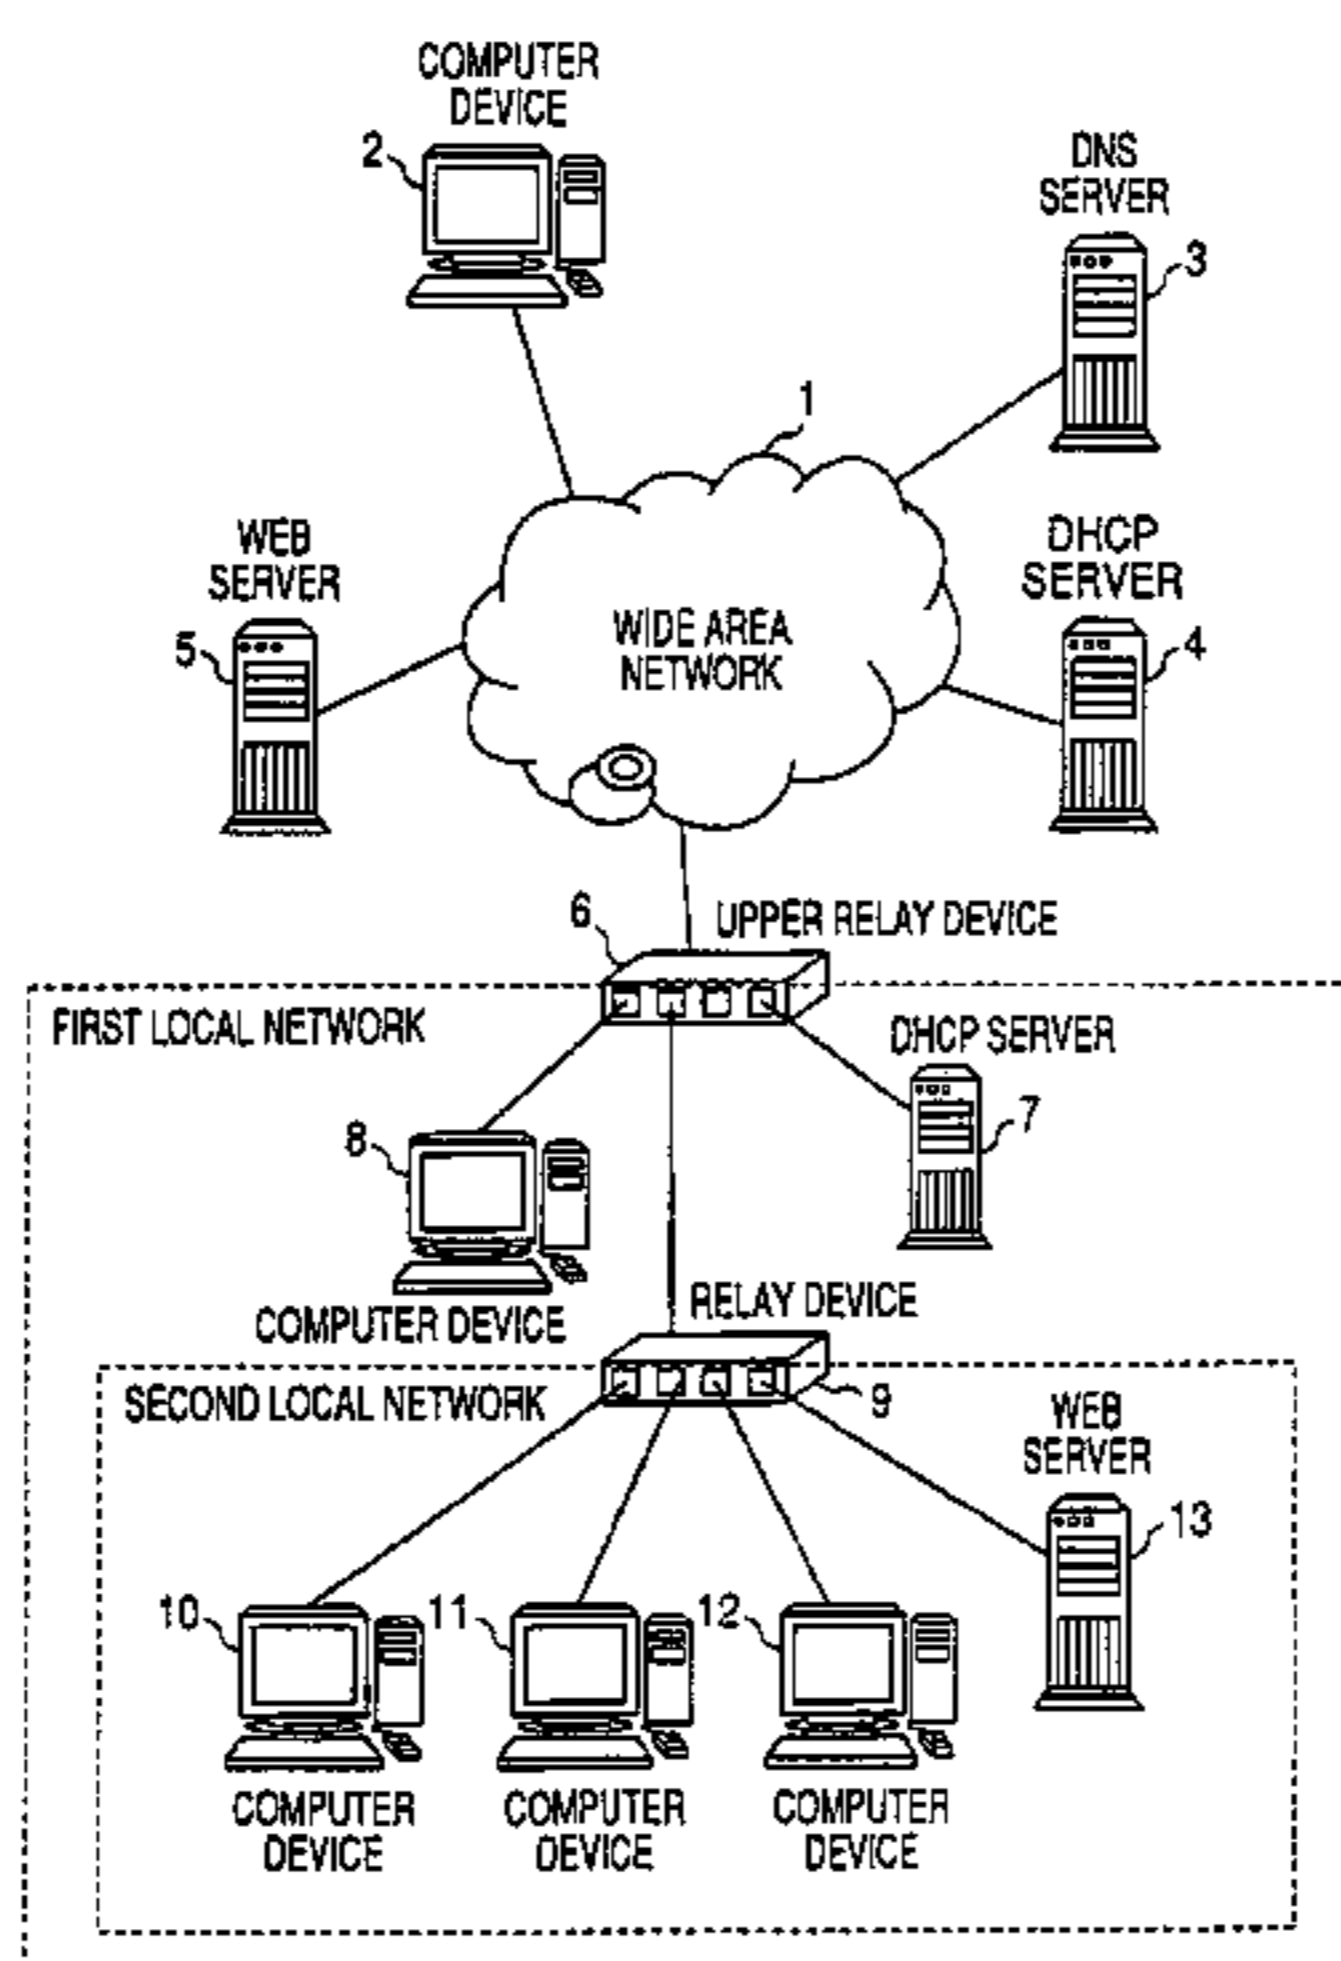 COMPUTER
DEVICE
2
DNS
SERVER
3
1
WEB
SERVER
5
DHCP
SERVER
4
WIDE AREA
NETWORK
6
UPPER RELAY DEVICE
FIRST LOCAL NETWORK
DHCP SERVER
7
8
COMPUTER DEVICE
RELAY DEVICE
9
SECOND LOCAL NETWORK
WEB
SERVER
13
10
11
12
COMPUTER
DEVICE
COMPUTER
DEVICE
COMPUTER
DEVICE